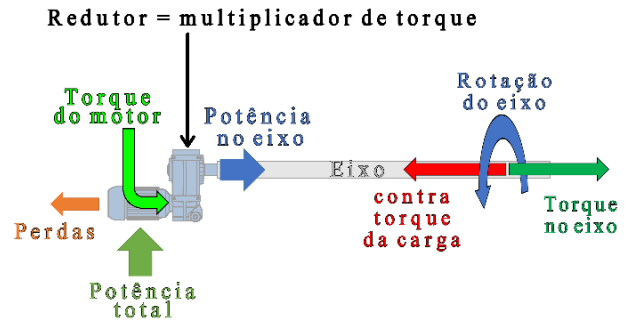 Redutor = multiplicador de torque
Torque
do motor
Potência
no eixo
Rotação
do eixo
Eixo
contra
torque
da carga
Torque
no eixo
Perdas
Potência
total